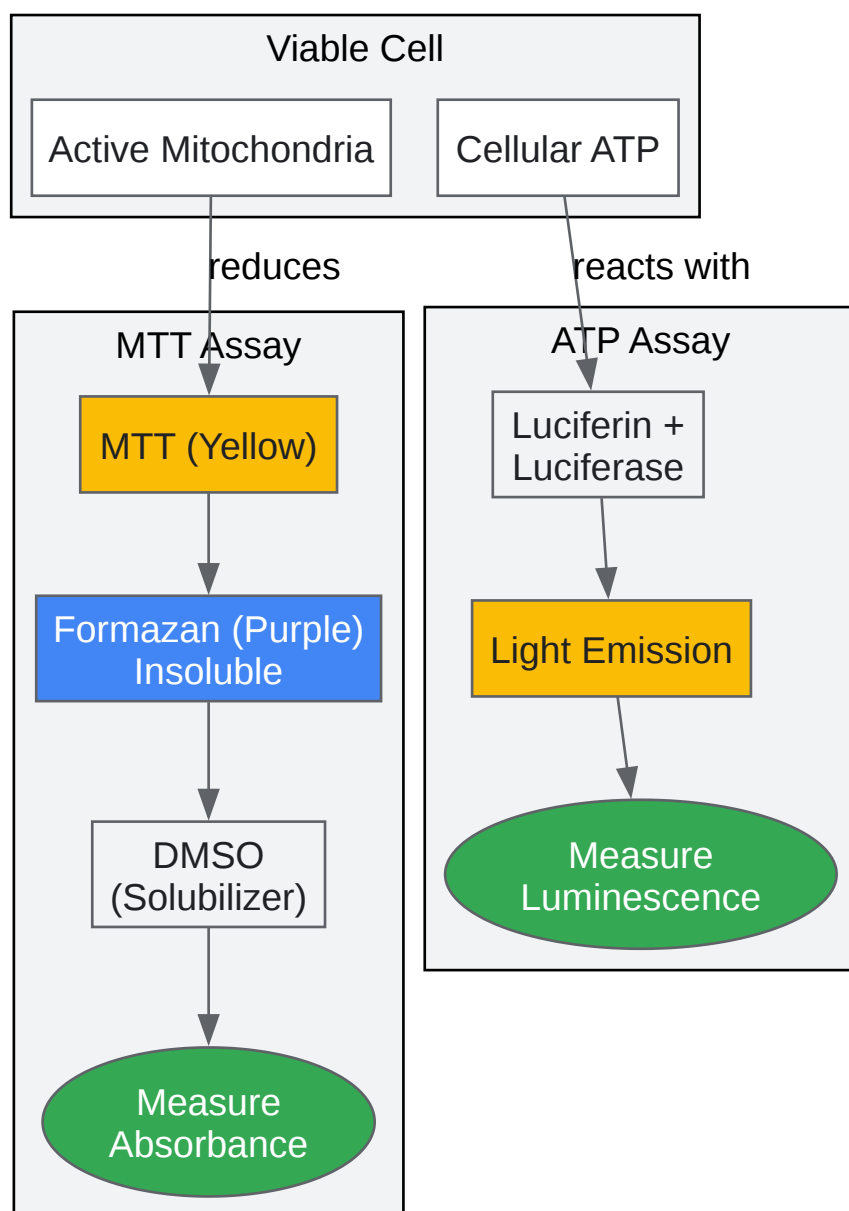 Viable Cell
Active Mitochondria
Cellular ATP
reduces
reacts with
MTT Assay
MTT (Yellow)
Formazan (Purple)
Insoluble
DMSO
(Solubilizer)
Measure
Absorbance
ATP Assay
Luciferin +
Luciferase
Light Emission
Measure
Luminescence